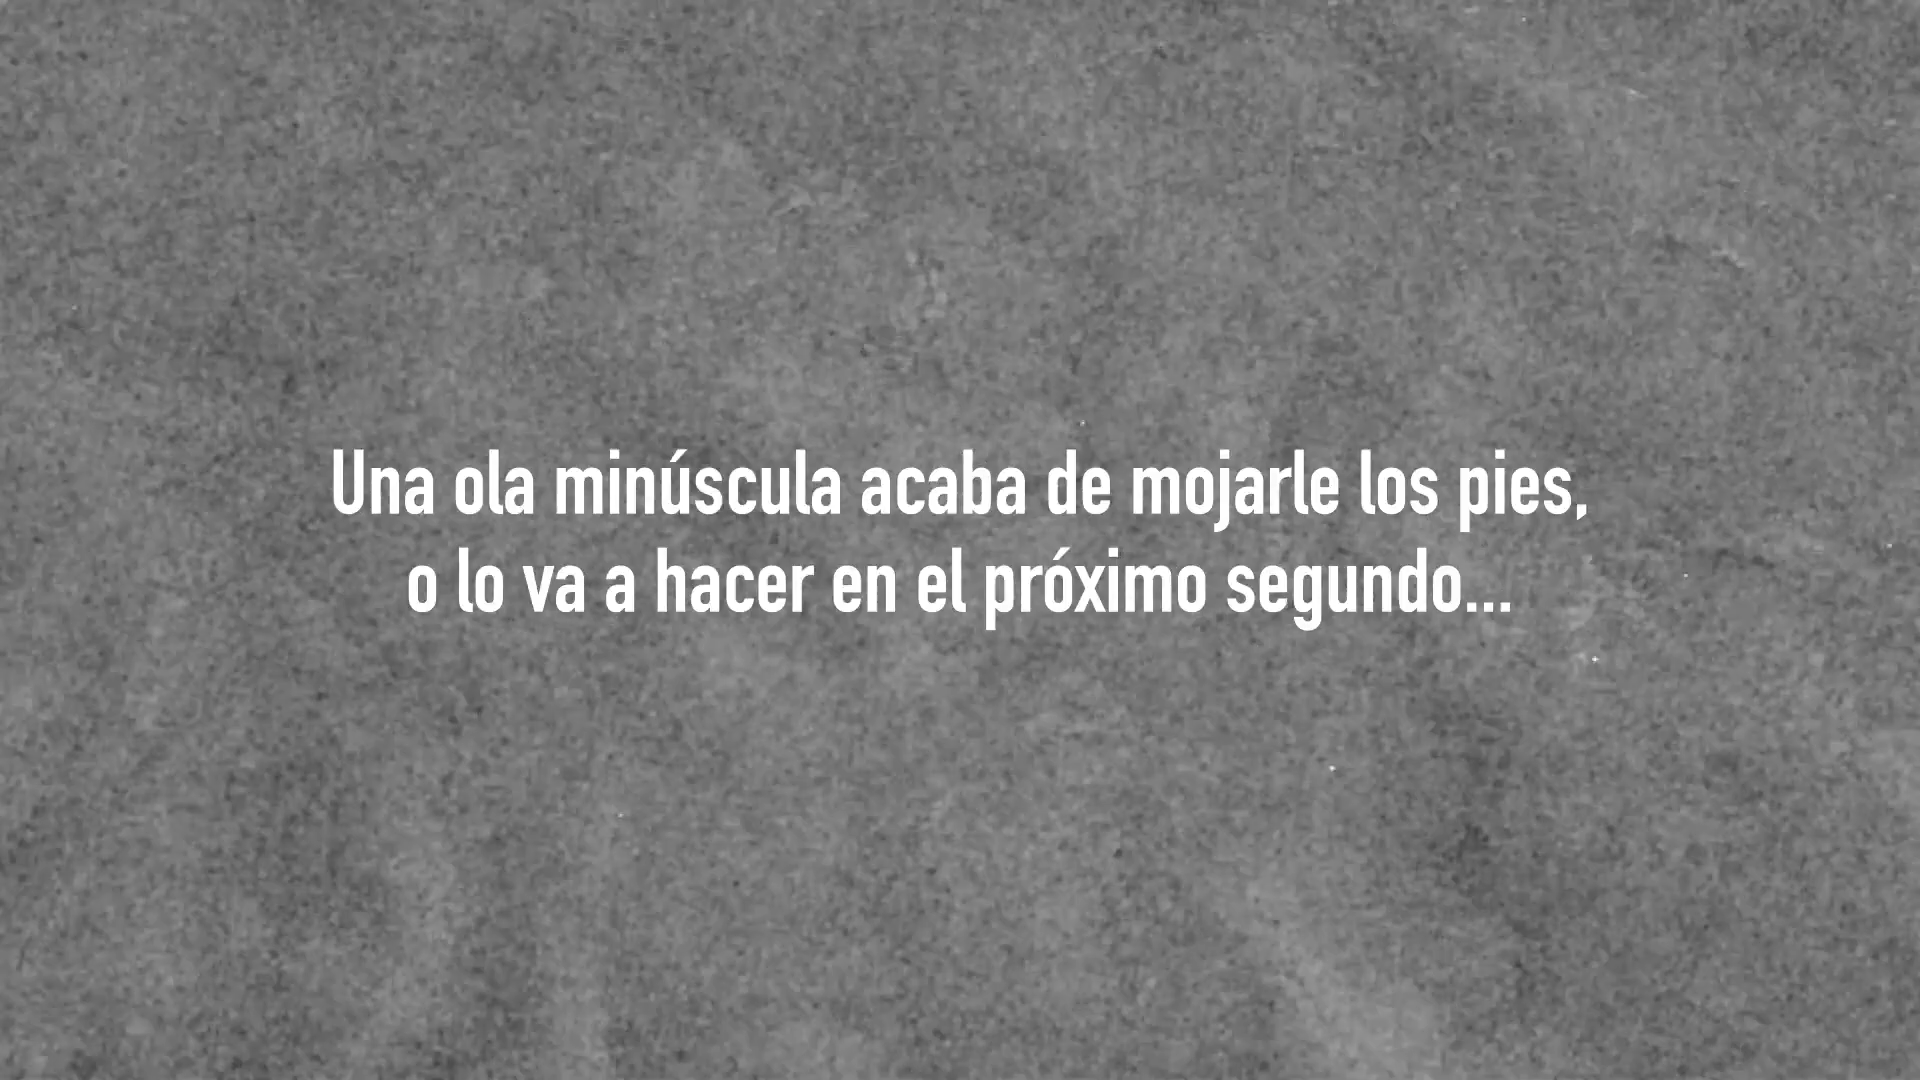 Una ola minúscula acaba de mojarle los pies,
o lo va a hacer en el próximo segundo...